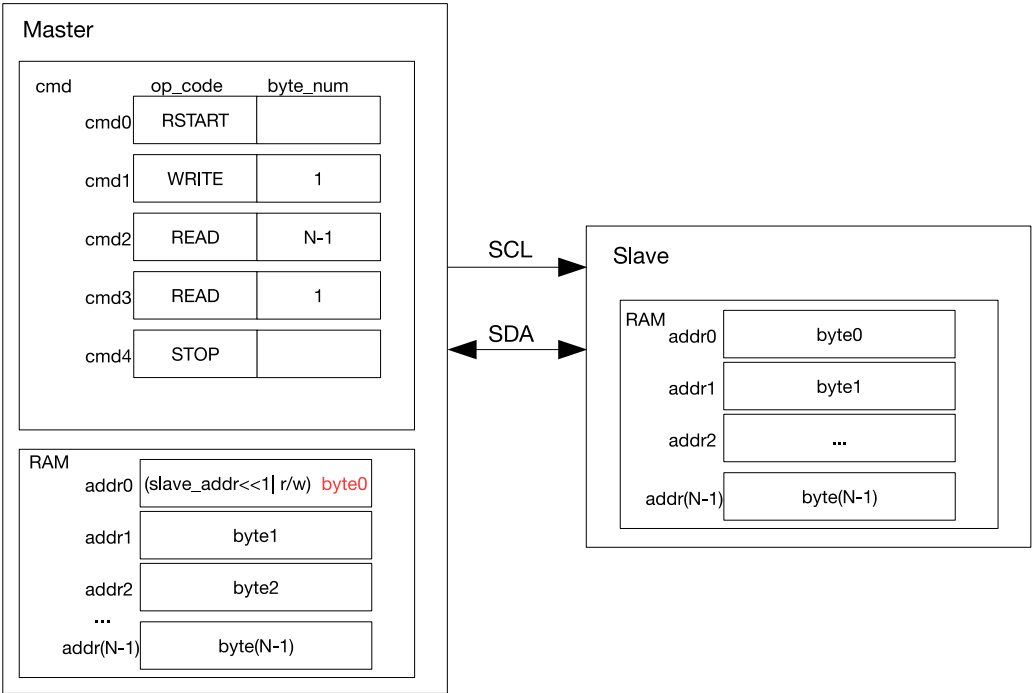 Master
cmd op_code byte_num
cmd0 RSTART
cmd1 WRITE 1
cmd2 READ N-1
cmd3 READ 1
cmd4 STOP
RAM
addr0 (slave_addr<<1| r/w) byte0
addr1 byte1
addr2 byte2
...
addr(N-1) byte(N-1)
SCL
SDA
Slave
RAM
addr0 byte0
addr1 byte1
addr2 ...
addr(N-1) byte(N-1)